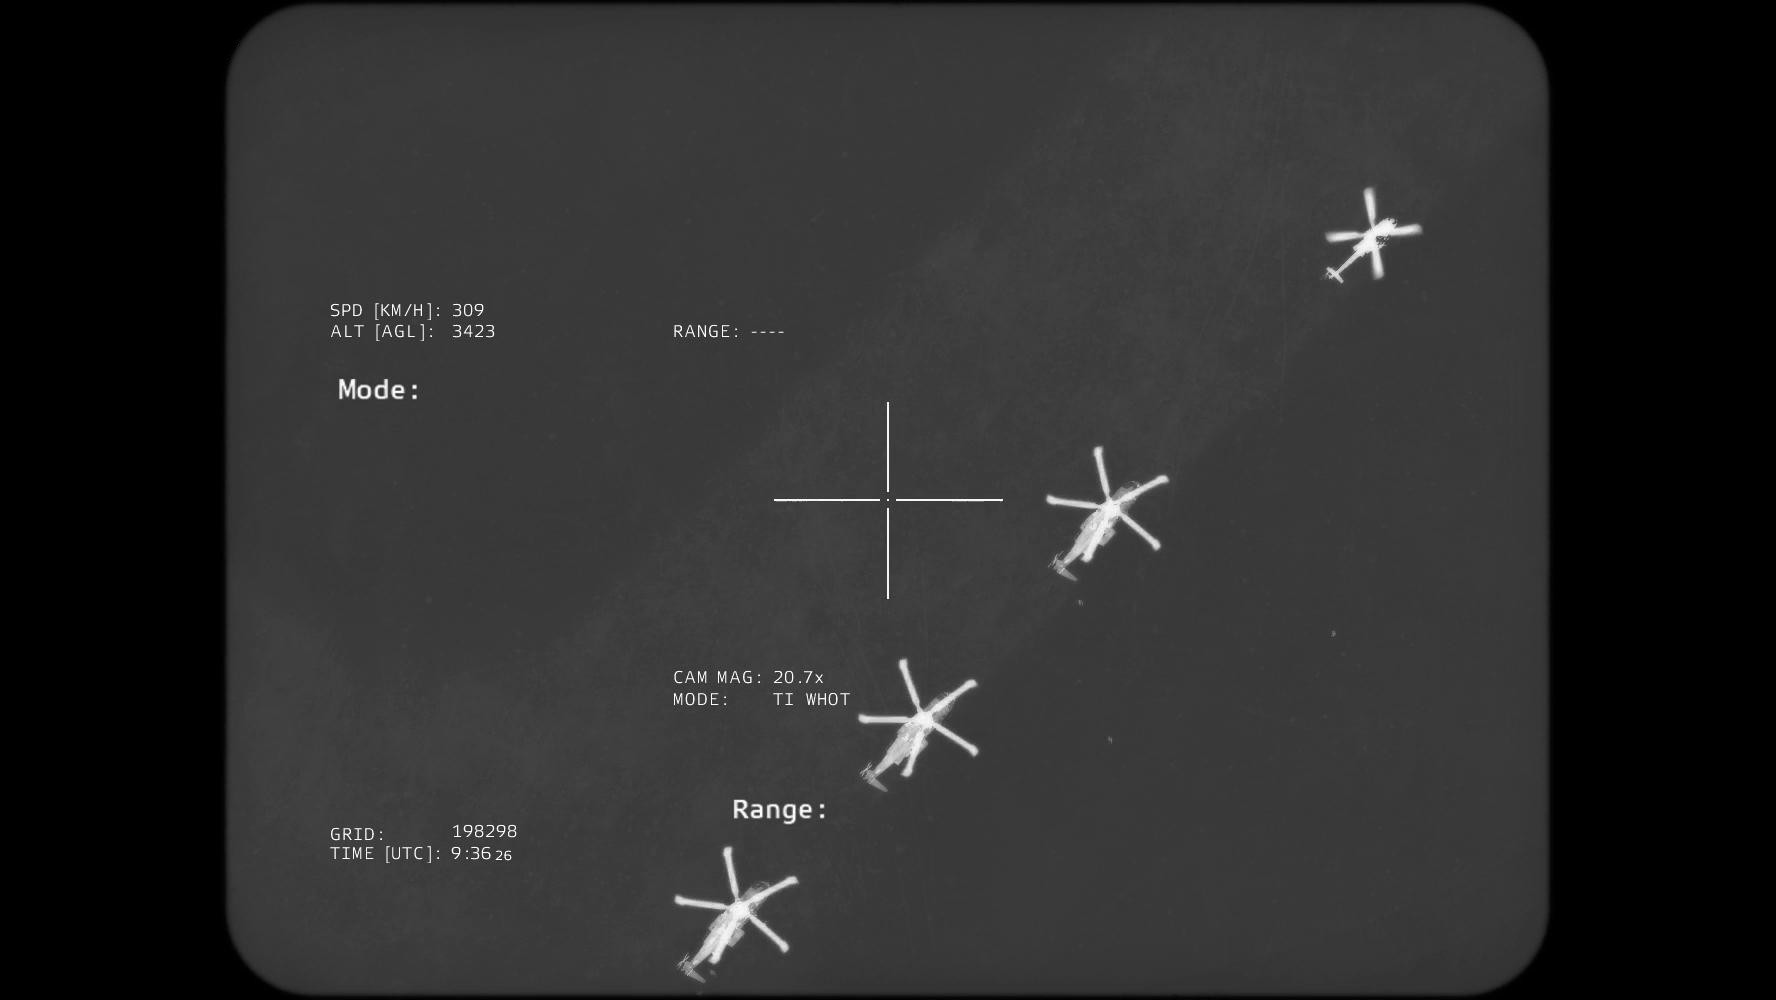 SPD [KM/H]: 309
ALT [AGL]: 3423
RANGE: ----
Mode:
CAM MAG: 20.7x
MODE: TI WHOT
Range:
GRID: 198298
TIME [UTC]: 9:36 26